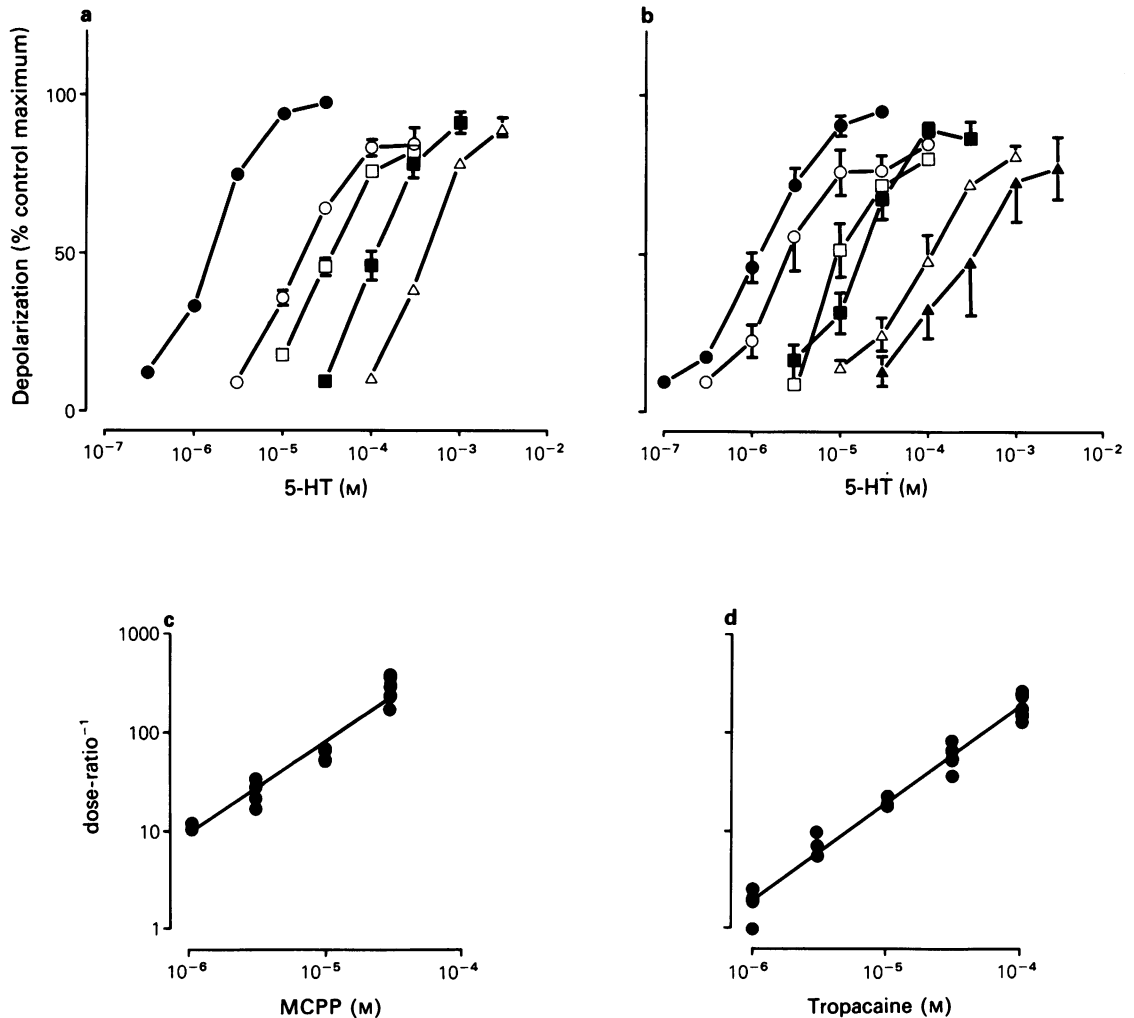 a
Depolarization (% control maximum)
100
50
0
10⁻⁷ 10⁻⁶ 10⁻⁵ 10⁻⁴ 10⁻³ 10⁻²
5-HT (M)
b
10⁻⁷ 10⁻⁶ 10⁻⁵ 10⁻⁴ 10⁻³ 10⁻²
5-HT (M)
c
dose-ratio⁻¹
1000
100
10
1
10⁻⁶ 10⁻⁵ 10⁻⁴
MCPP (M)
d
10⁻⁶ 10⁻⁵ 10⁻⁴
Tropacaine (M)